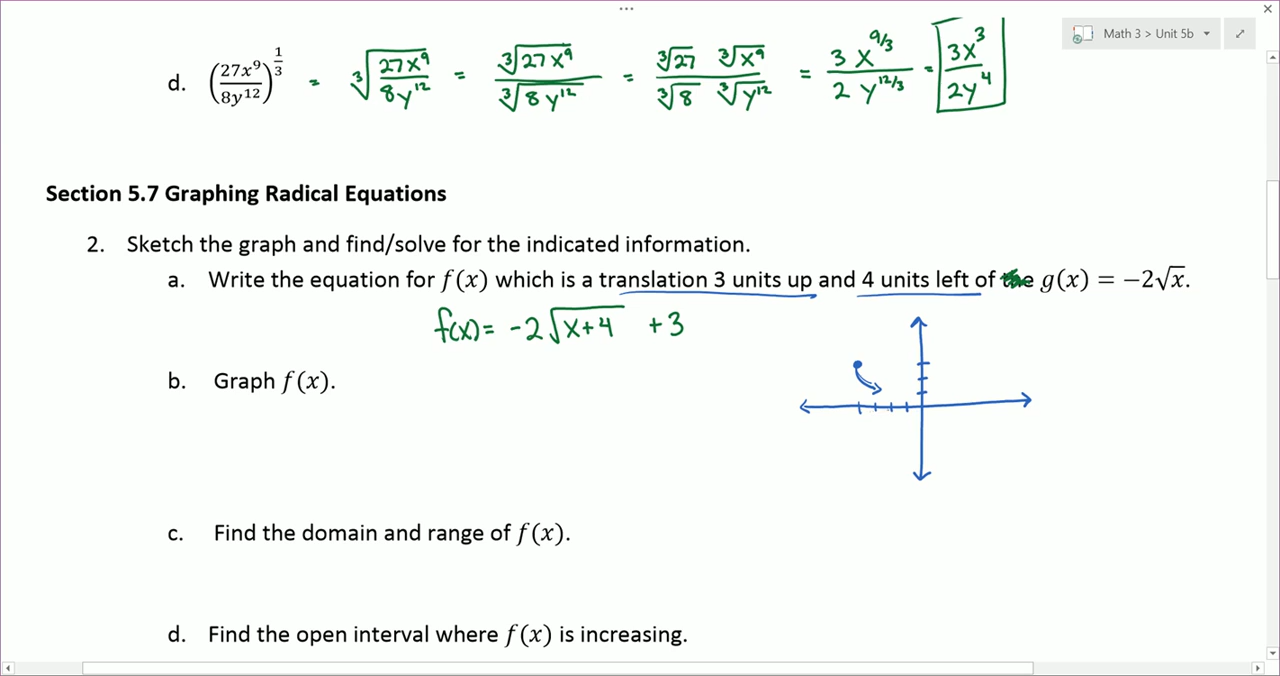 Math 3 > Unit 5b
d. (27x⁹/8y¹²)^(1/3) = ∛(27x⁹/8y¹²) = ∛(27x⁹)/∛(8y¹²) = ∛27 ∛x⁹/∛8 ∛y¹² = 3x^(9/3)/2y^(12/3) = 3x³/2y⁴
Section 5.7 Graphing Radical Equations
2. Sketch the graph and find/solve for the indicated information.
a. Write the equation for f(x) which is a translation 3 units up and 4 units left of the g(x) = −2√x.
f(x) = -2√(x+4) +3
b. Graph f(x).
c. Find the domain and range of f(x).
d. Find the open interval where f(x) is increasing.